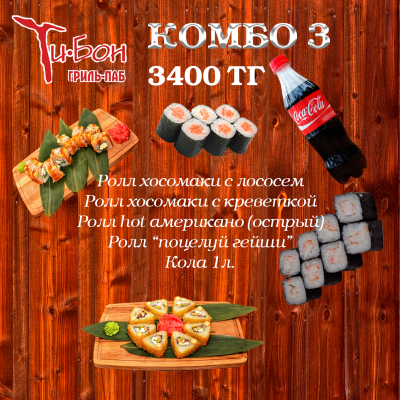 Ти-Бон
ГРИЛЬ-ПАБ
КОМБО 3
3400 ТГ
Coca-Cola
Ролл хосомаки с лососем
Ролл хосомаки с креветкой
Ролл hot американо (острый)
Ролл “поцелуй гейши”
Кола 1л.